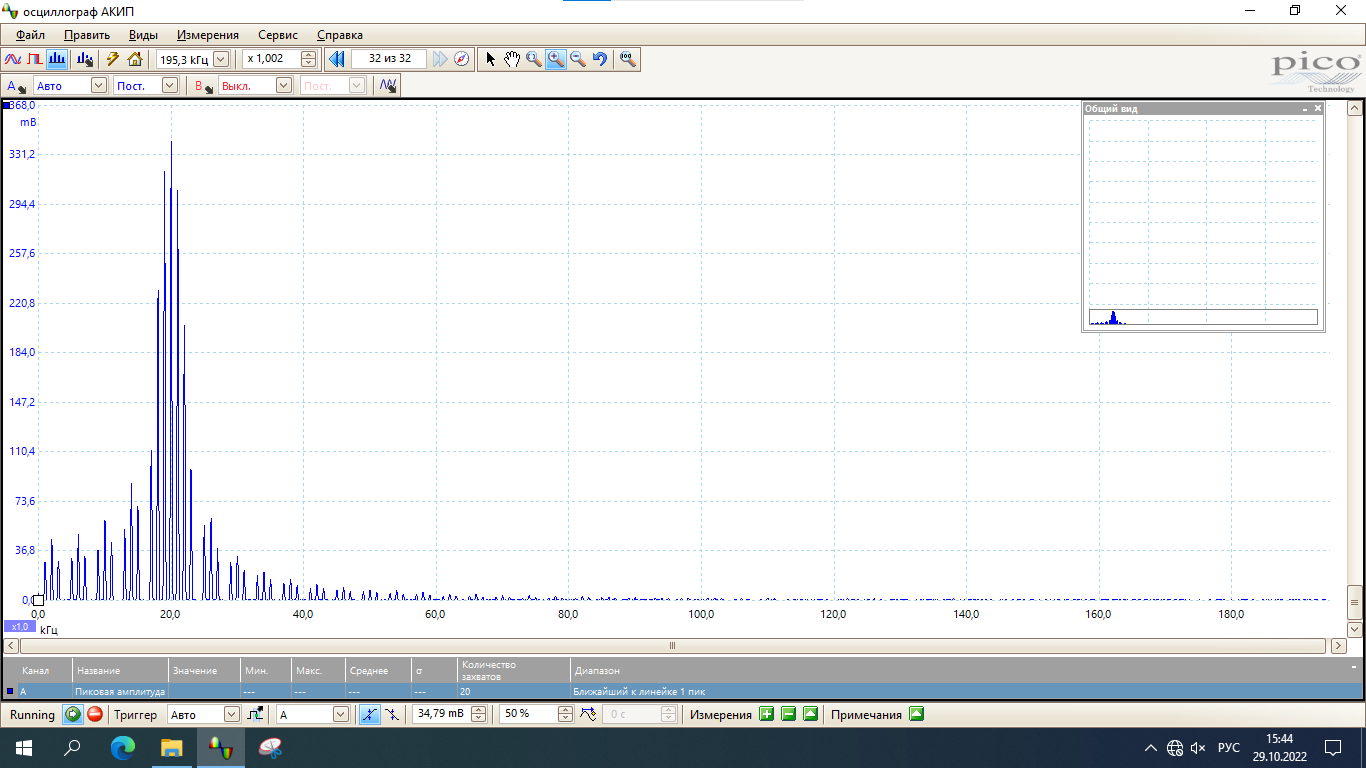 осциллограф АКИП
Файл Править Виды Измерения Сервис Справка
195,3 кГц x 1,002 32 из 32
pico
Technology
A Авто Пост. B Выкл. Пост.
368,0
mB
331,2
294,4
257,6
220,8
184,0
147,2
110,4
73,6
36,8
0,0
Общий вид
0,0 20,0 40,0 60,0 80,0 100,0 120,0 140,0 160,0 180,0
x1,0 кГц
Канал Название Значение Мин. Макс. Среднее σ Количество захватов Диапазон
A Пиковая амплитуда --- --- --- --- 20 Ближайший к линейке 1 пик
Running Триггер Авто A 34,79 mB 50 % 0 с Измерения Примечания
РУС
15:44
29.10.2022